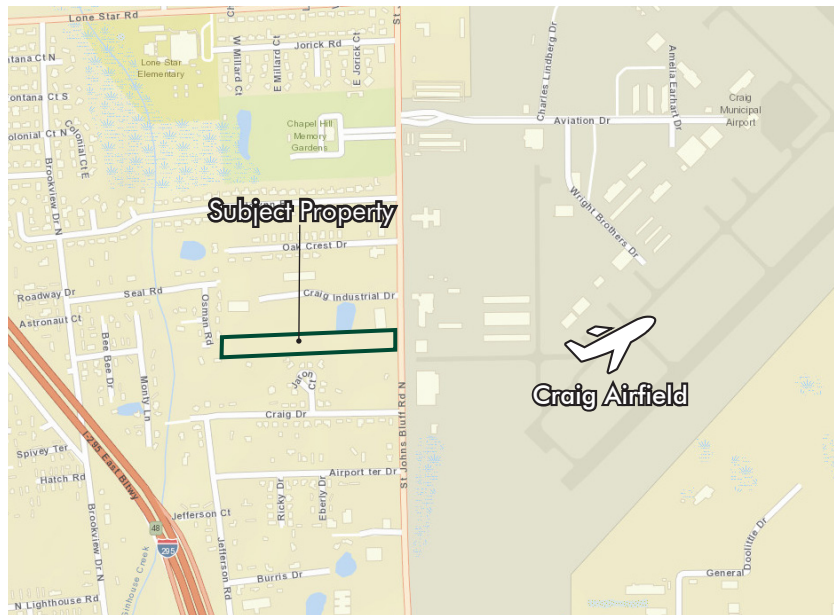 Lone Star Rd
St
Jorick Rd
Lone Star
Elementary
W Millard Ct
E Millard Ct
E Jorick Ct
Charles Lindberg Dr
Amelia Earhart Dr
Craig
Municipal
Airport
Aviation Dr
ntana Ct N
ontana Ct S
olonial Ct N
Colonial Ct E
Chapel Hill
Memory
Gardens
Brookview Dr N
Wright Brothers Dr
Subject Property
Oak Crest Dr
Roadway Dr
Seal Rd
Osman Rd
Craig Industrial Dr
Astronaut Ct
Bee Bee Dr
Monty Ln
Jaron
Ct
Craig Airfield
Craig Dr
St Johns Bluff Rd N
I-295 East Bltwy
Spivey Ter
Hatch Rd
Airport ter Dr
Ricky Dr
Eberly Dr
Brookview Dr N
Jefferson Ct
48
295
Jefferson Rd
Ginhouse Creek
Burris Dr
N Lighthouse Rd
General
Doolittle Dr